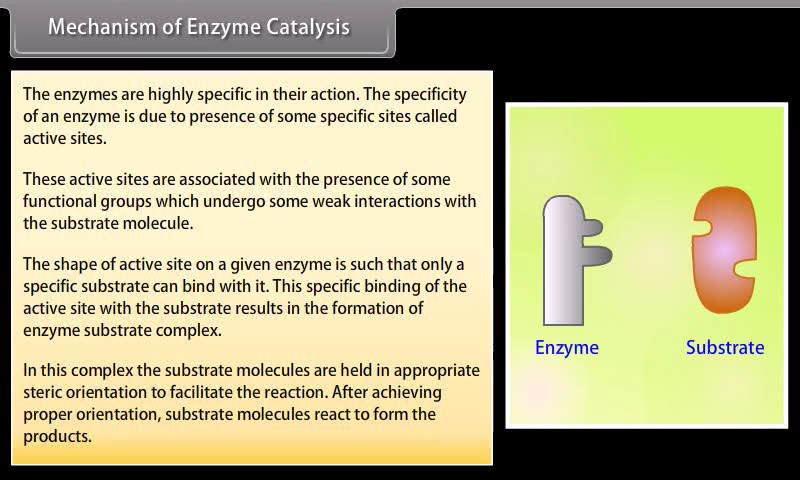 Mechanism of Enzyme Catalysis
The enzymes are highly specific in their action. The specificity
of an enzyme is due to presence of some specific sites called
active sites.
These active sites are associated with the presence of some
functional groups which undergo some weak interactions with
the substrate molecule.
The shape of active site on a given enzyme is such that only a
specific substrate can bind with it. This specific binding of the
active site with the substrate results in the formation of
enzyme substrate complex.
In this complex the substrate molecules are held in appropriate
steric orientation to facilitate the reaction. After achieving
proper orientation, substrate molecules react to form the
products.
Enzyme
Substrate